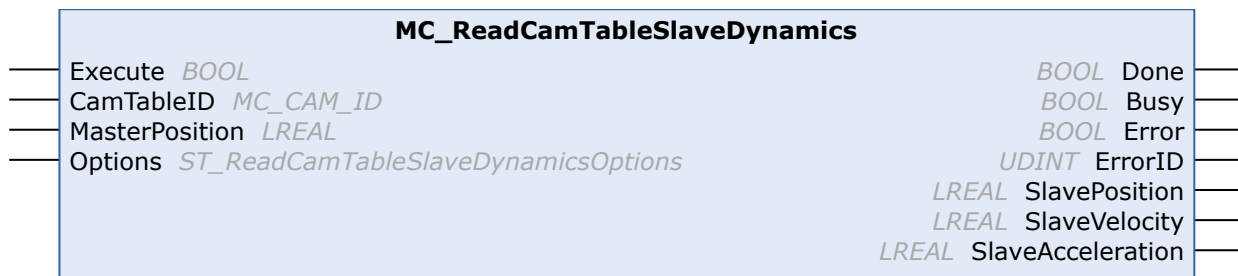 MC_ReadCamTableSlaveDynamics
Execute BOOL BOOL Done
CamTableID MC_CAM_ID BOOL Busy
MasterPosition LREAL BOOL Error
Options ST_ReadCamTableSlaveDynamicsOptions UDINT ErrorID
LREAL SlavePosition
LREAL SlaveVelocity
LREAL SlaveAcceleration